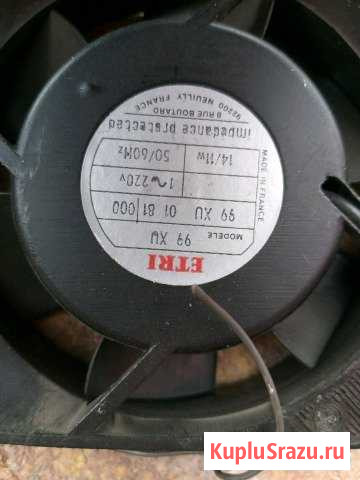 ETRI
MODELE
99 XU
99 XU 01 81 000
1~220v
14/11w 50/60Hz
impedance protected
8 RUE BOUTARD
92200 NEUILLY FRANCE
MADE IN FRANCE
KupluSrazu.ru